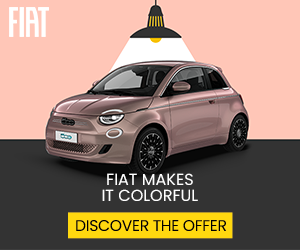 FIAT
FIAT MAKES
IT COLORFUL
DISCOVER THE OFFER